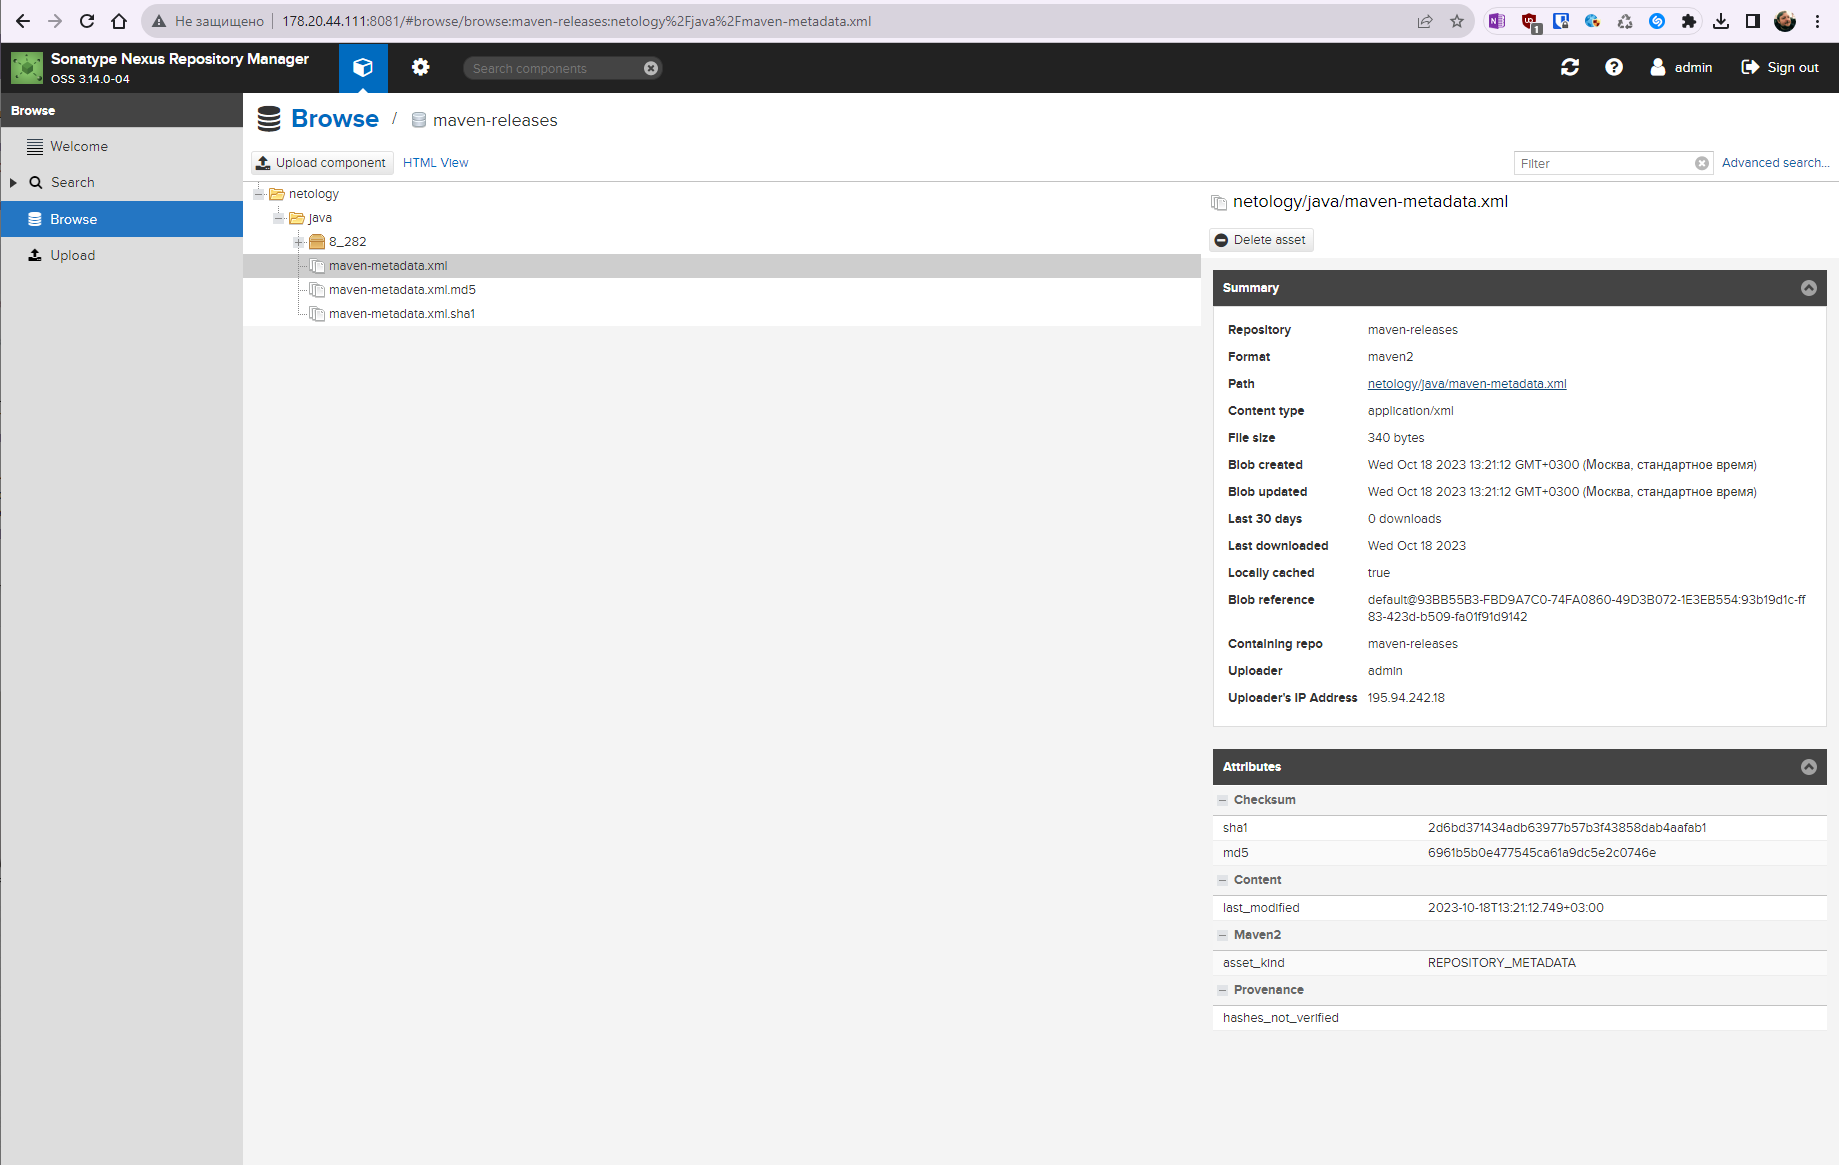 Не защищено
178.20.44.111:8081/#browse/browse:maven-releases:netology%2Fjava%2Fmaven-metadata.xml
1
Sonatype Nexus Repository Manager
OSS 3.14.0-04
Search components
admin
Sign out
Browse
Welcome
Search
Browse
Upload
Browse / maven-releases
Upload component
HTML View
Filter
Advanced search...
netology
java
8_282
maven-metadata.xml
maven-metadata.xml.md5
maven-metadata.xml.sha1
netology/java/maven-metadata.xml
Delete asset
Summary
Repository maven-releases
Format maven2
Path netology/java/maven-metadata.xml
Content type application/xml
File size 340 bytes
Blob created Wed Oct 18 2023 13:21:12 GMT+0300 (Москва, стандартное время)
Blob updated Wed Oct 18 2023 13:21:12 GMT+0300 (Москва, стандартное время)
Last 30 days 0 downloads
Last downloaded Wed Oct 18 2023
Locally cached true
Blob reference default@93BB55B3-FBD9A7C0-74FA0860-49D3B072-1E3EB554:93b19d1c-ff
83-423d-b509-fa01f91d9142
Containing repo maven-releases
Uploader admin
Uploader's IP Address 195.94.242.18
Attributes
Checksum
sha1 2d6bd371434adb63977b57b3f43858dab4aafab1
md5 6961b5b0e477545ca61a9dc5e2c0746e
Content
last_modified 2023-10-18T13:21:12.749+03:00
Maven2
asset_kind REPOSITORY_METADATA
Provenance
hashes_not_verified